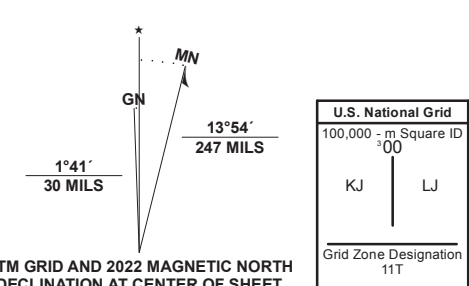 ★
MN
GN
13°54´
247 MILS
1°41´
30 MILS
TM GRID AND 2022 MAGNETIC NORTH
DECLINATION AT CENTER OF SHEET
U.S. National Grid
100,000 - m Square ID
³00
KJ LJ
Grid Zone Designation
11T